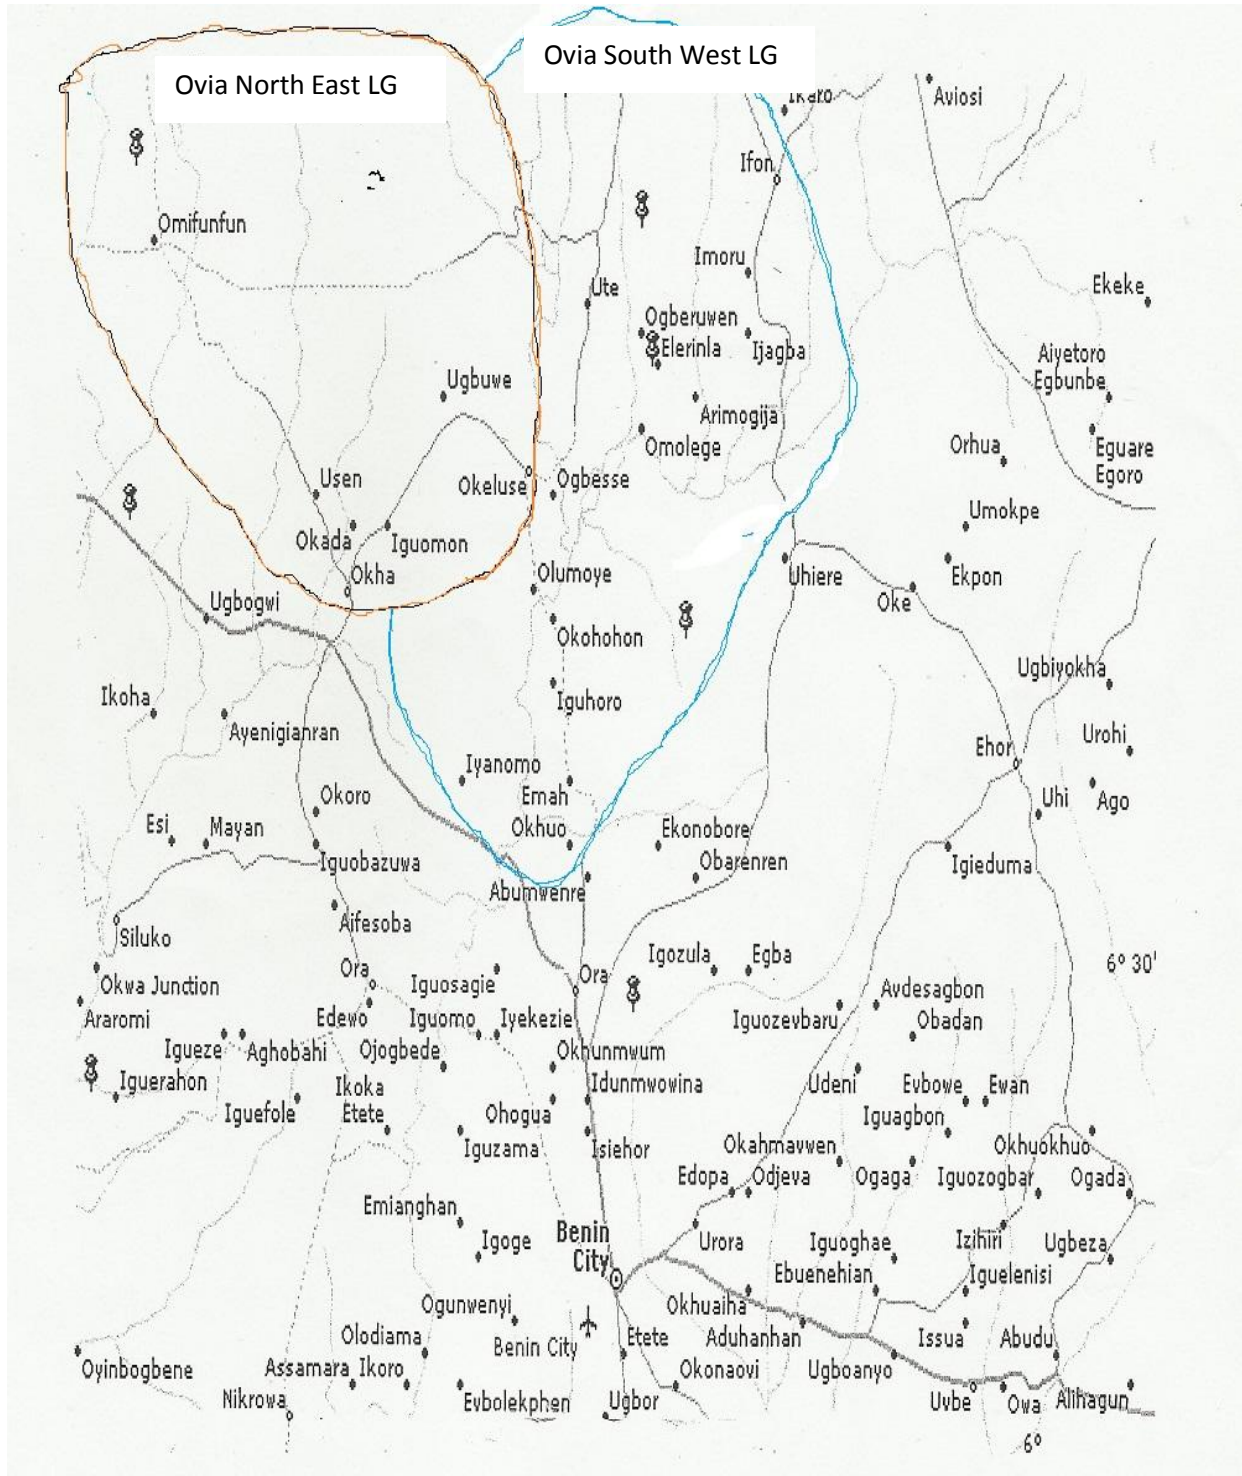 Ovia South West LG
Ovia North East LG
Ikaro
Aviosi
Ifon
Omifunfun
Imoru
Ute
Ekeke
Ogberuwen
Elerinla
Ijagba
Aiyetoro
Egbunbe
Ugbuwe
Arimogija
Omolege
Orhua
Eguare
Egoro
Usen
Okeluse
Ogbesse
Umokpe
Okada
Iguomon
Okha
Olumoye
Uhiere
Ekpon
Oke
Ugbogwi
Okohohon
Ugbiyokha
Ikoha
Iguhoro
Ayenigianran
Ehor
Urohi
Iyanomo
Emah
Okoro
Uhi
Ago
Esi
Mayan
Okhuo
Ekonobore
Iguobazuwa
Obarenren
Igieduma
Abumwenre
Aifesoba
Siluko
Ora
Iguosagie
Ora
Igozula
Egba
6° 30'
Okwa Junction
Avdesagbon
Araromi
Edewo
Iguomo
Iyekezie
Iguozevbaru
Obadan
Igueze
Aghobahi
Ojogbede
Okhunmwum
Iguerahon
Ikoka
Idunmwowina
Udeni
Evbowe
Ewan
Iguefole
Etete
Ohogua
Iguagbon
Iguzama
Isiehor
Okahmavwen
Okhuokhuo
Edopa
Odjeva
Ogaga
Iguozogbar
Ogada
Emianghan
Igoge
Benin
City
Urora
Iguoghae
Izihiri
Ugbeza
Ebuenehian
Iguelenisi
Ogunwenyi
Okhuaiha
Olodiama
Benin City
Etete
Aduhanhan
Issua
Abudu
Oyinbogbene
Assamara
Ikoro
Okonaovi
Ugboanyo
Nikrowa
Evbolekphen
Ugbor
Uvbe
Owa
Alihagun
6°